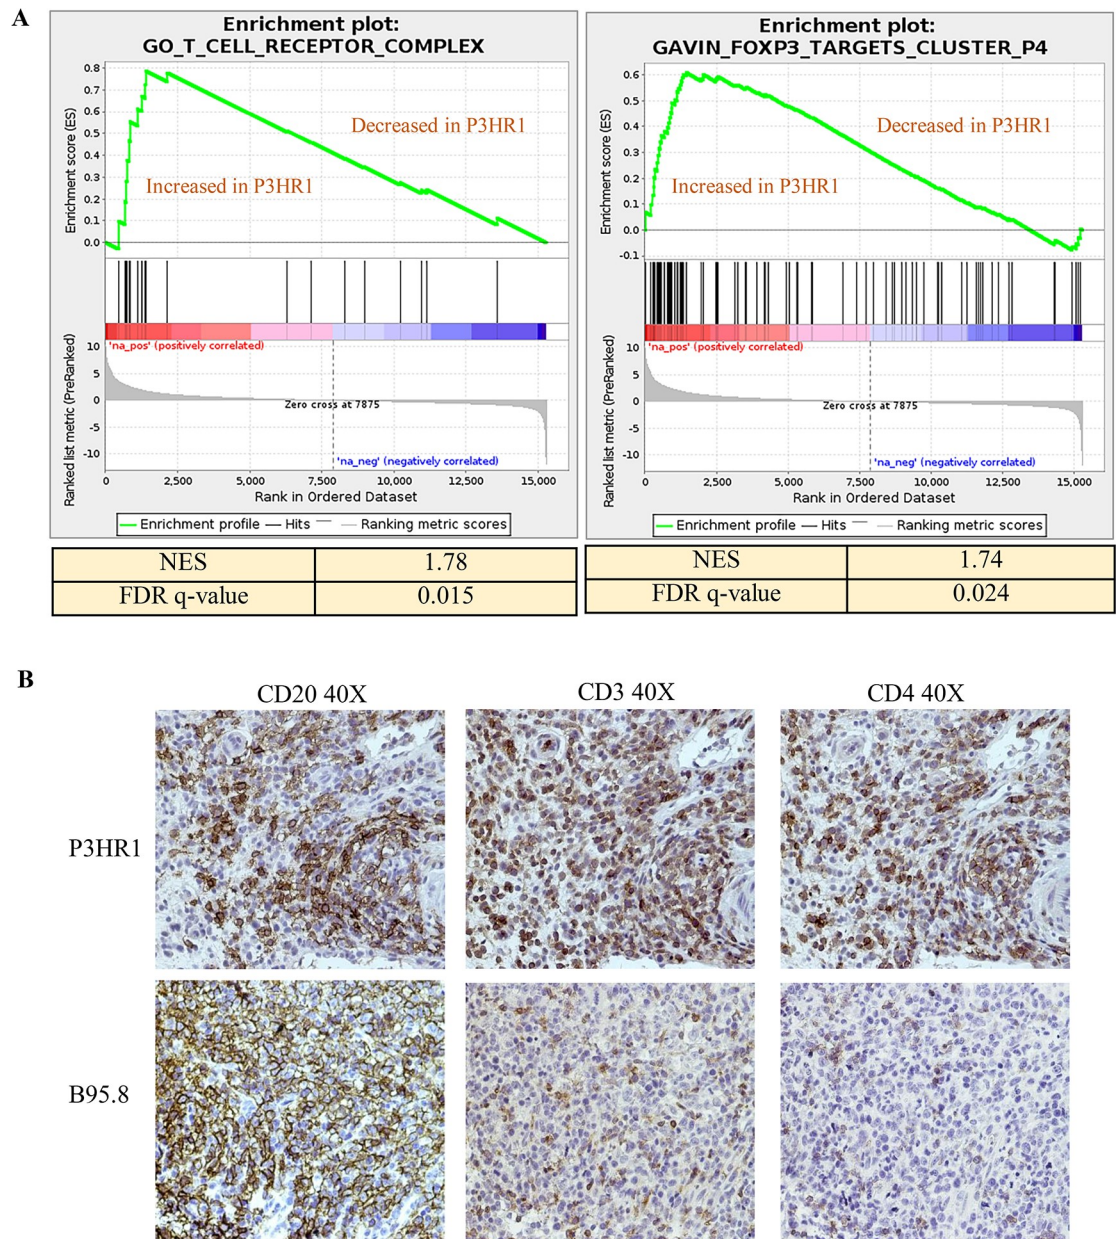 A
Enrichment plot:
GO_T_CELL_RECEPTOR_COMPLEX
0.8
0.7
0.6
0.5
0.4
0.3
0.2
0.1
0.0
Enrichment score (ES)
Decreased in P3HR1
Increased in P3HR1
'na_pos' (positively correlated)
10
5
0
-5
-10
Ranked list metric (PreRanked)
Zero cross at 7875
'na_neg' (negatively correlated)
0 2,500 5,000 7,500 10,000 12,500 15,000
Rank in Ordered Dataset
Enrichment profile Hits Ranking metric scores
NES 1.78
FDR q-value 0.015
Enrichment plot:
GAVIN_FOXP3_TARGETS_CLUSTER_P4
0.6
0.5
0.4
0.3
0.2
0.1
0.0
-0.1
Enrichment score (ES)
Decreased in P3HR1
Increased in P3HR1
'na_pos' (positively correlated)
10
5
0
-5
-10
Ranked list metric (PreRanked)
Zero cross at 7875
'na_neg' (negatively correlated)
0 2,500 5,000 7,500 10,000 12,500 15,000
Rank in Ordered Dataset
Enrichment profile Hits Ranking metric scores
NES 1.74
FDR q-value 0.024
B
CD20 40X CD3 40X CD4 40X
P3HR1
B95.8